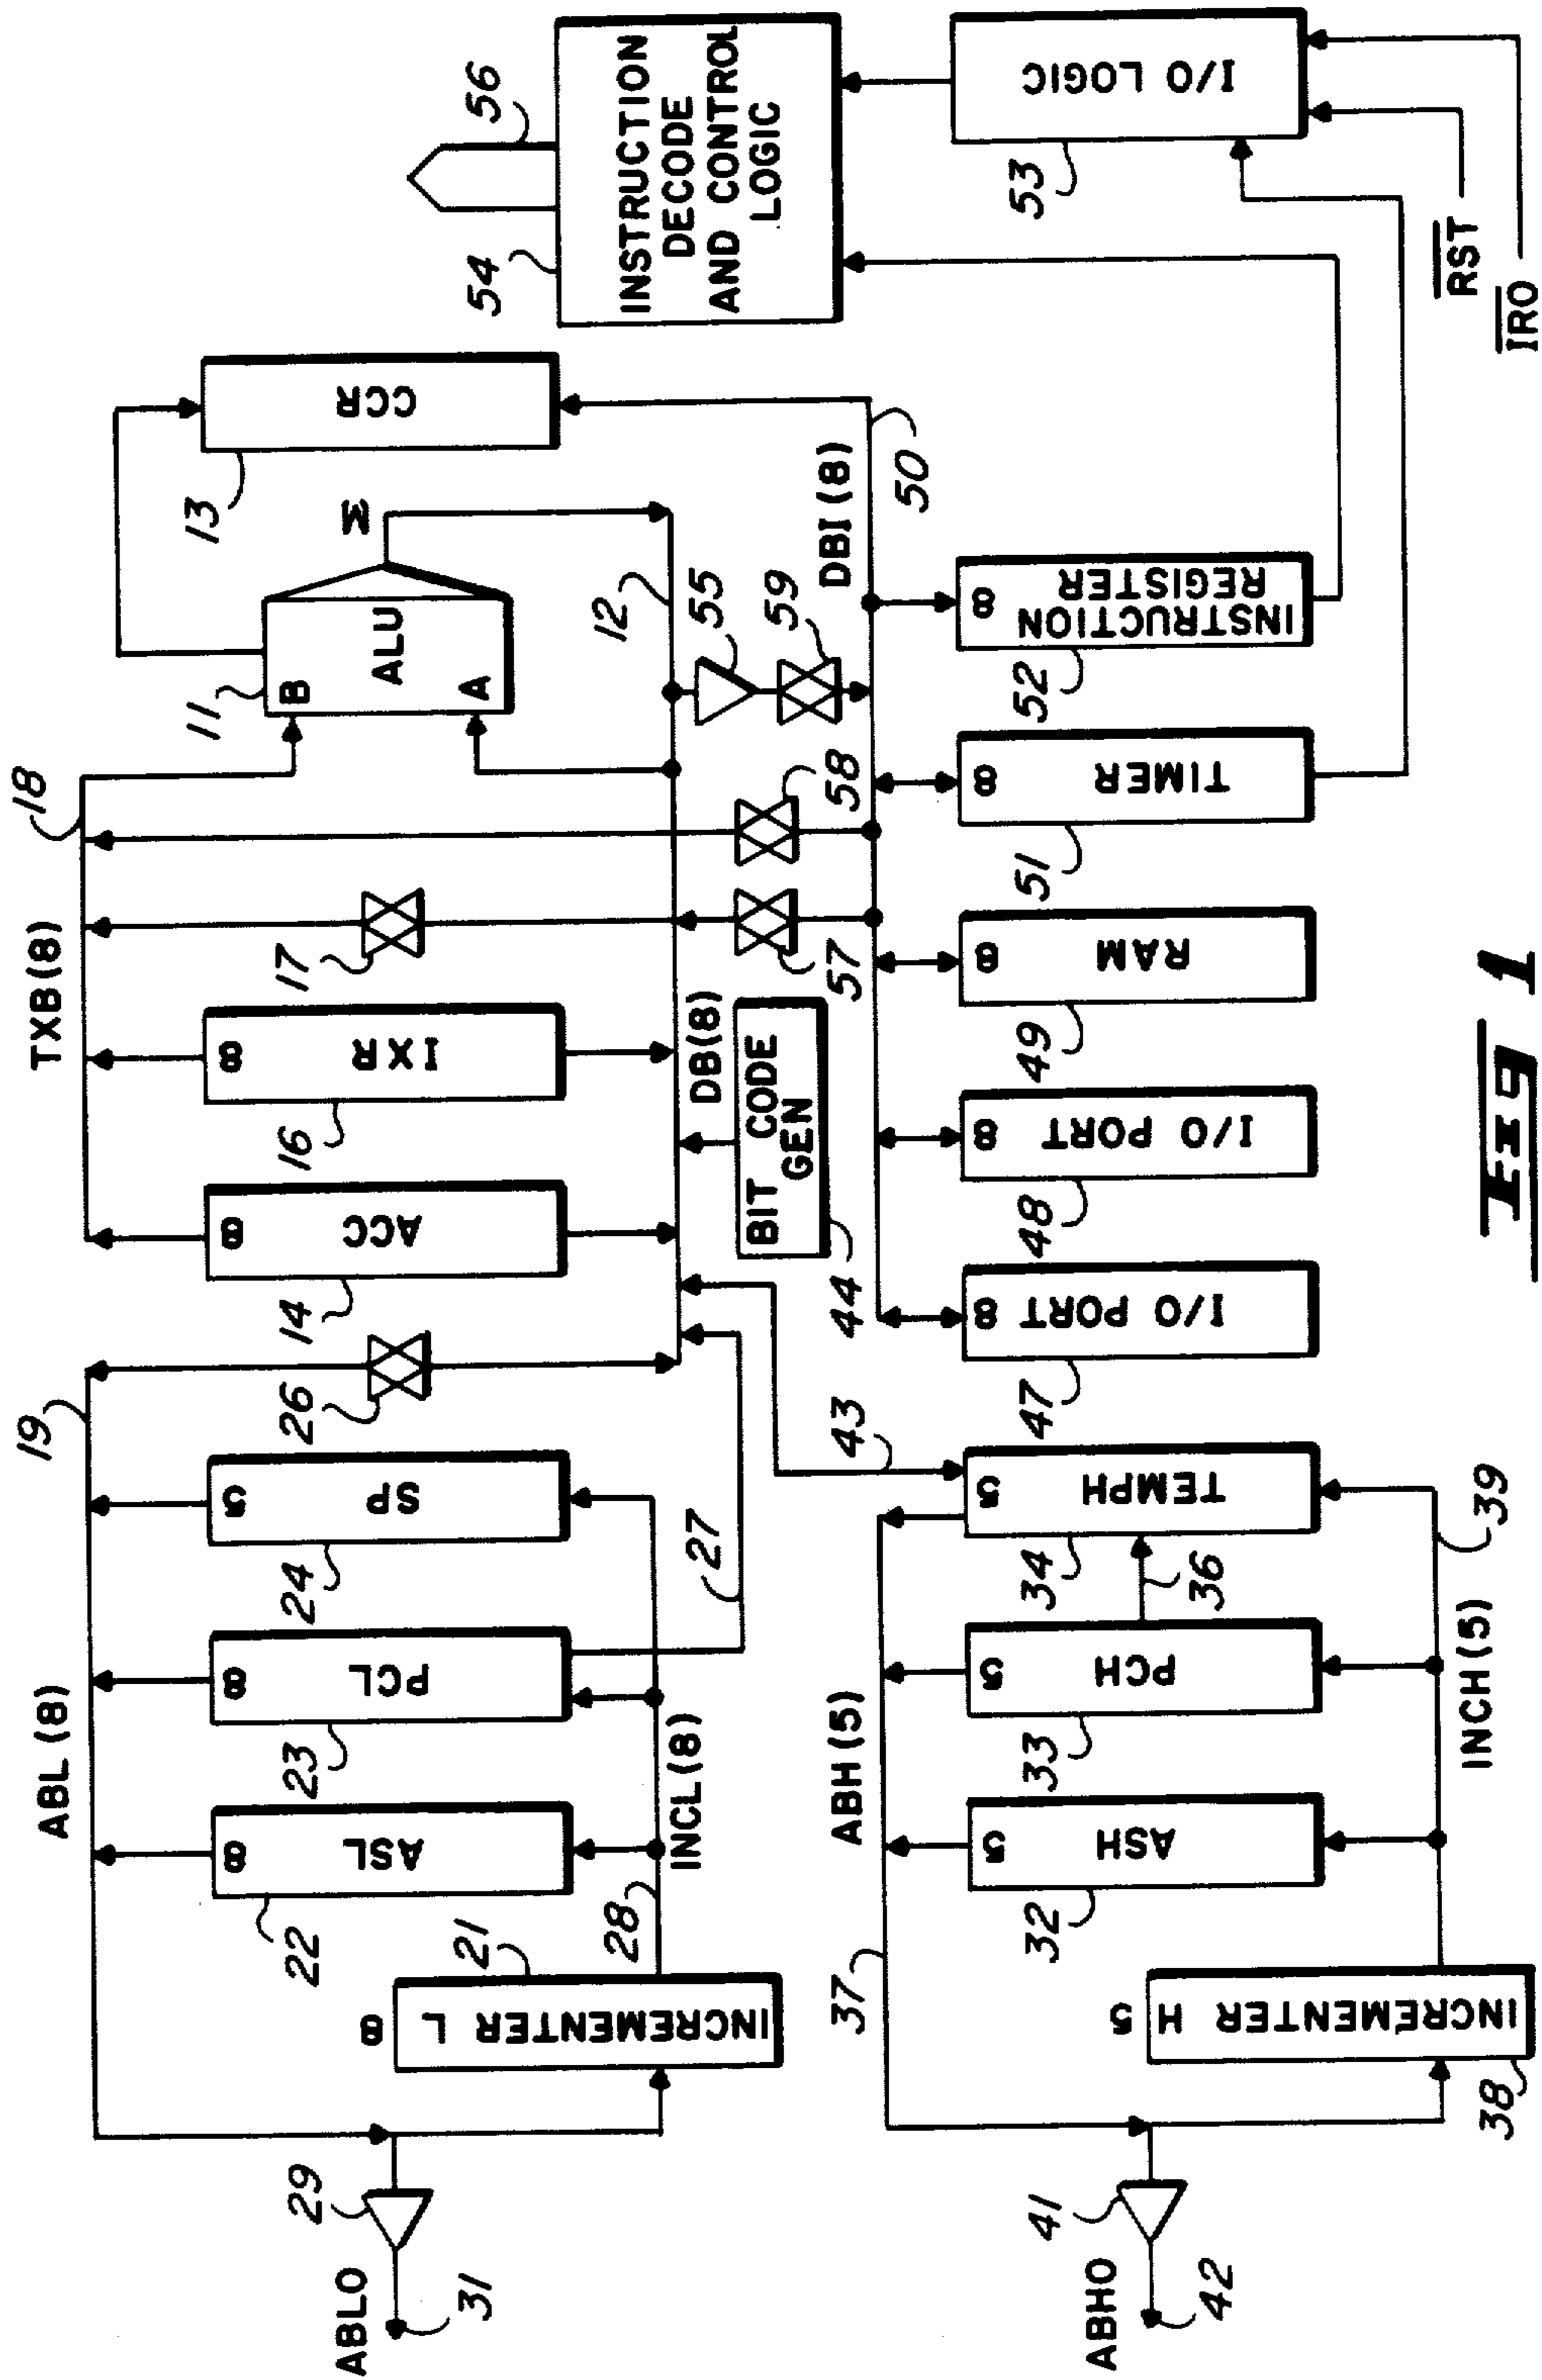 ABLO
31
29
ABL (8)
19
INCREMENTER L
8
21
ASL
8
22
PCL
8
23
SP
5
24
28
INCL (8)
27
26
TXB (8)
18
ACC
8
14
IXR
8
16
17
11
B
ALU
A
Σ
CCR
13
12
DB (8)
BIT CODE
GEN
44
57
58
55
59
DBI (8)
50
54
56
INSTRUCTION
DECODE
AND CONTROL
LOGIC
ABHO
42
41
37
ABH (5)
INCREMENTER H
5
38
ASH
5
32
PCH
5
33
36
TEMPH
5
34
43
INCH (5)
39
I/O PORT
8
47
I/O PORT
8
48
RAM
8
49
TIMER
8
51
INSTRUCTION
REGISTER
8
52
I/O LOGIC
53
RST
IRO
FIG 1